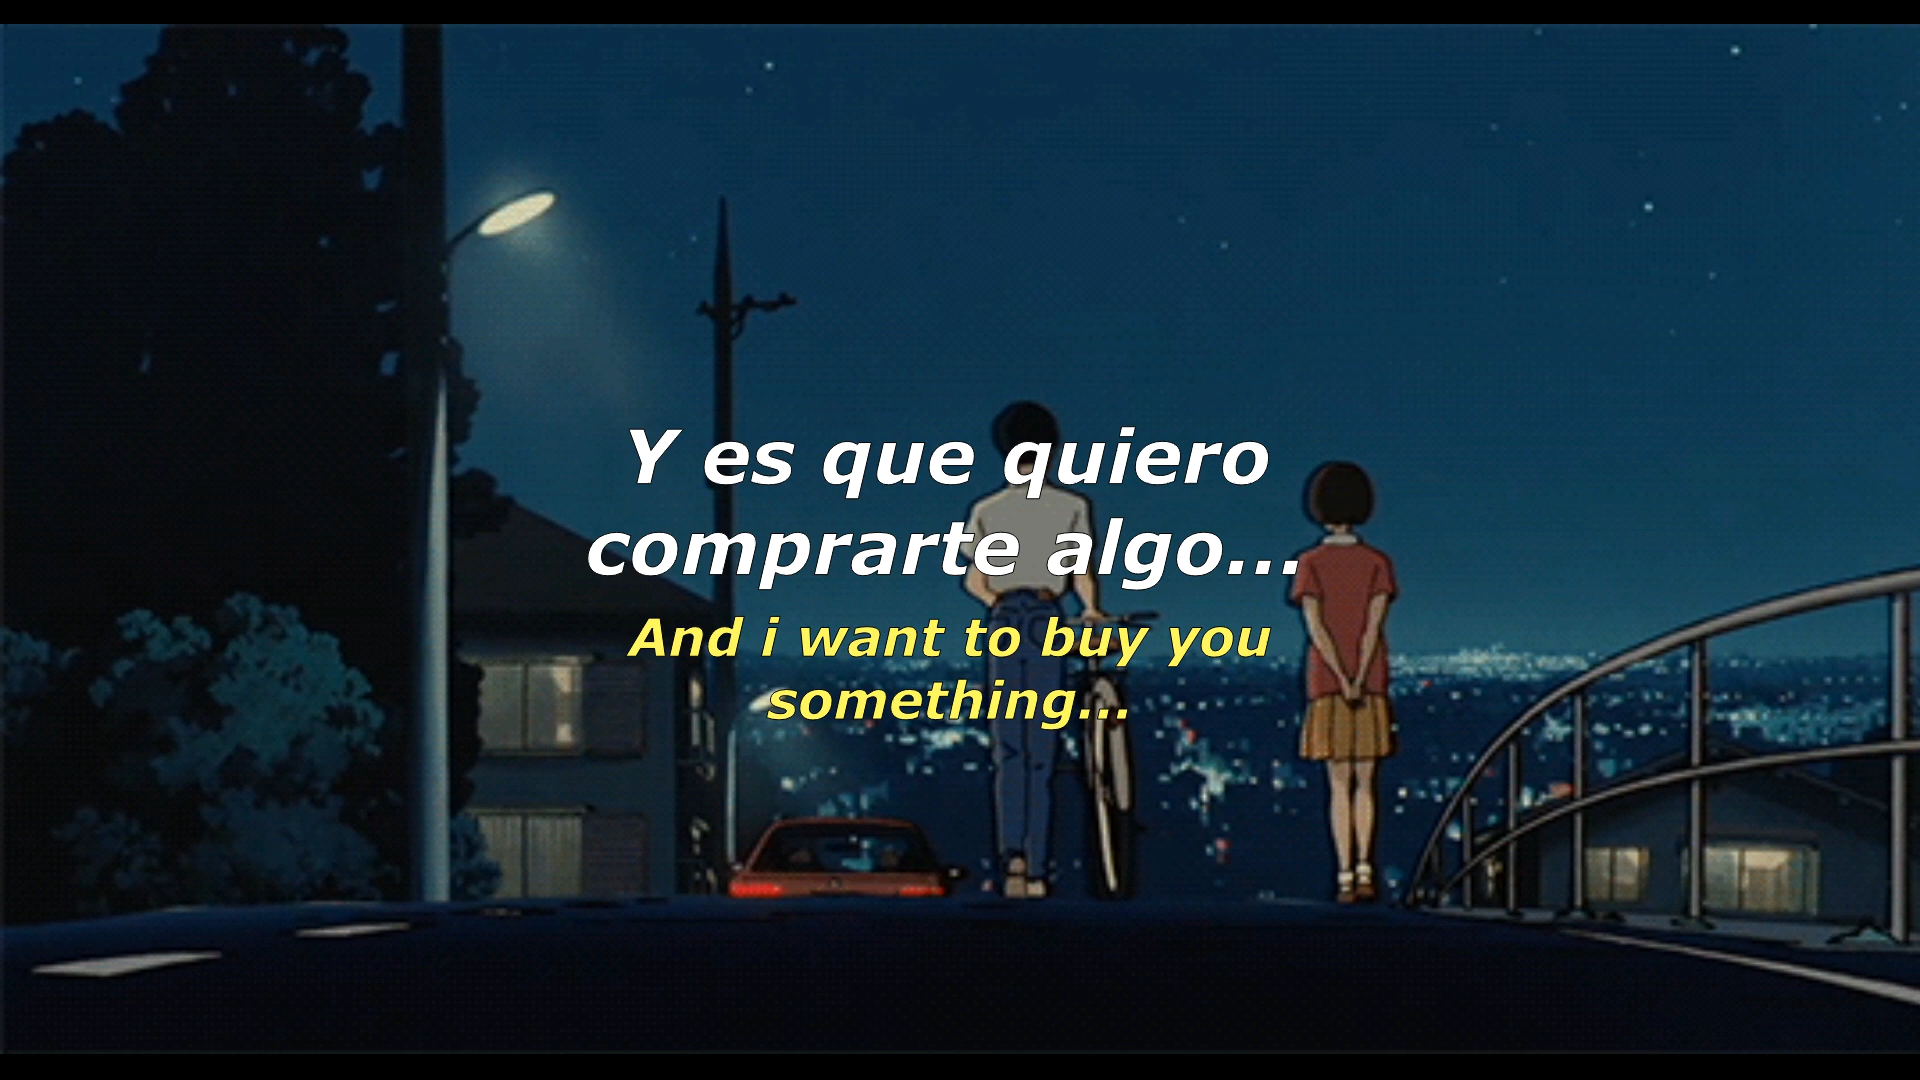 Y es que quiero
comprarte algo...
And i want to buy you
something...